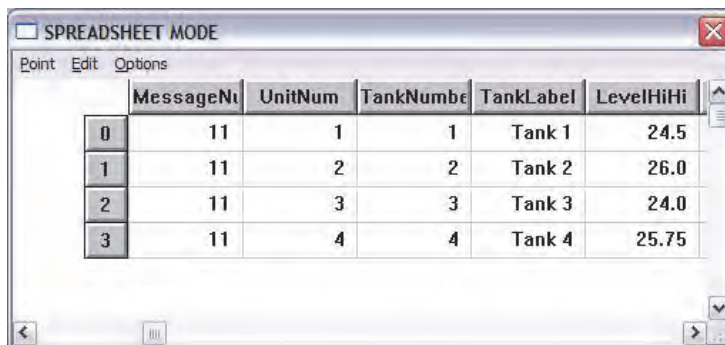 SPREADSHEET MODE
Point Edit Options
MessageNu UnitNum TankNumbe TankLabel LevelHiHi
0 11 1 1 Tank 1 24.5
1 11 2 2 Tank 2 26.0
2 11 3 3 Tank 3 24.0
3 11 4 4 Tank 4 25.75